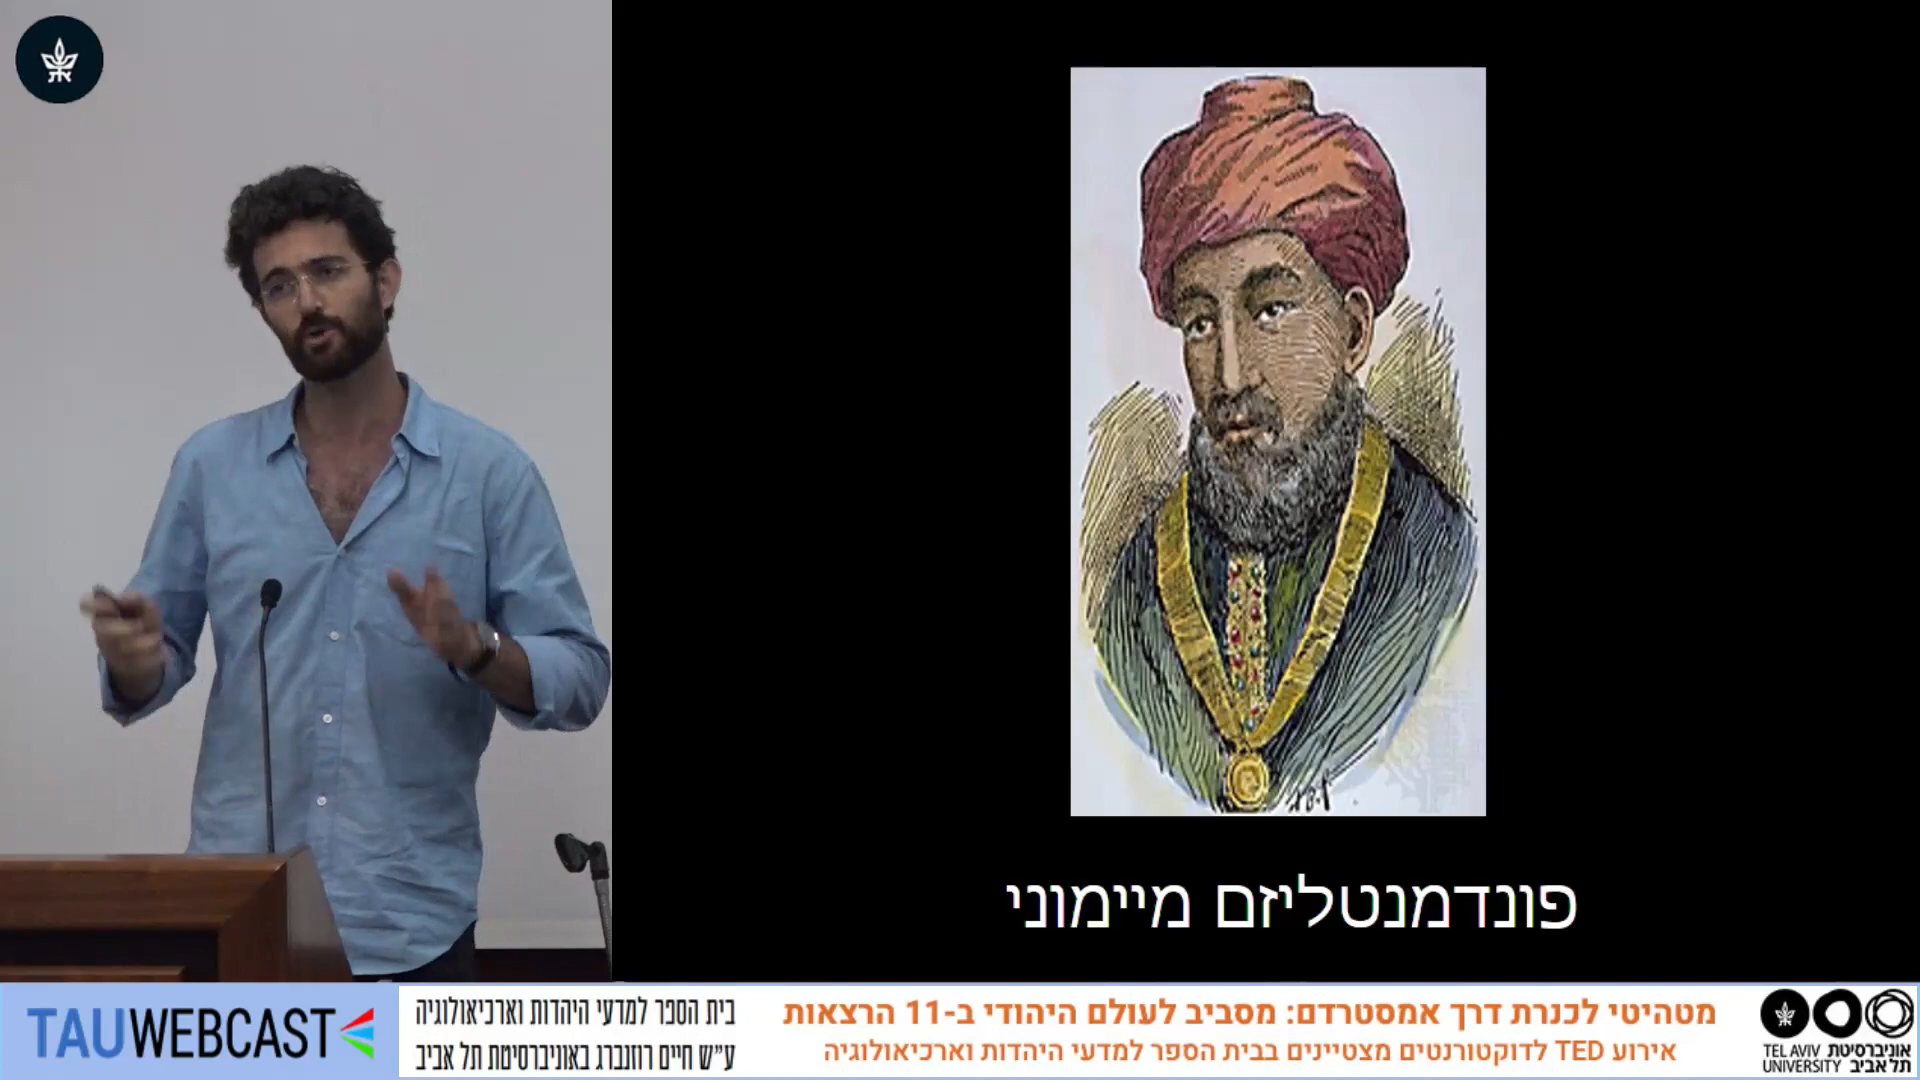 פונדמנטליזם מיימוני
TAUWEBCAST
בית הספר למדעי היהדות וארכיאולוגיה
ע״ש חיים רוזנברג באוניברסיטת תל אביב
מטהיטי לכנרת דרך אמסטרדם: מסביב לעולם היהודי ב-11 הרצאות
אירוע TED לדוקטורנטים מצטיינים בבית הספר למדעי היהדות וארכיאולוגיה
TEL AVIV אוניברסיטת
UNIVERSITY תל אביב